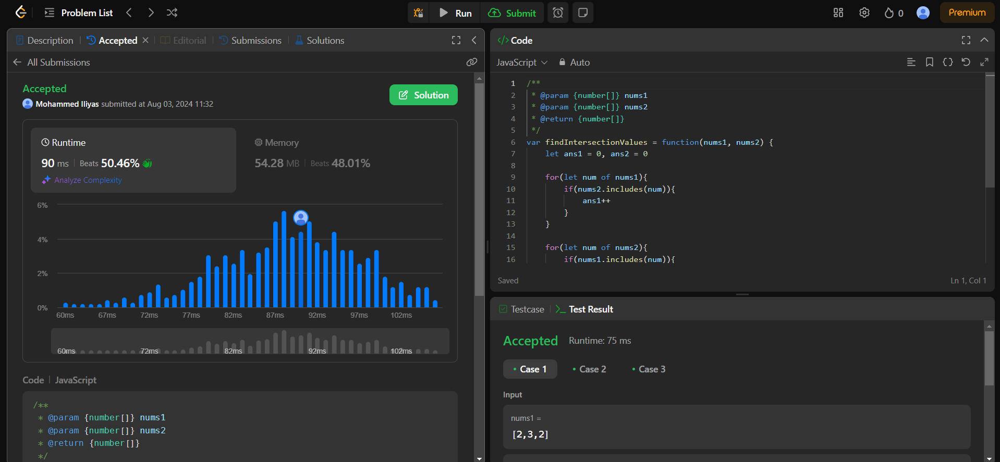 Problem List
Run
Submit
0
Premium
Description
Accepted
Editorial
Submissions
Solutions
All Submissions
Accepted
Solution
Mohammed Iliyas submitted at Aug 03, 2024 11:32
Runtime
90 ms
Beats 50.46%
Analyze Complexity
Memory
54.28 MB
Beats 48.01%
6%
4%
2%
0%
60ms 67ms 72ms 77ms 82ms 87ms 92ms 97ms 102ms
60ms 72ms 82ms 92ms 102ms
Code
JavaScript
/**
* @param {number[]} nums1
* @param {number[]} nums2
* @return {number[]}
*/
</> Code
JavaScript
Auto
1 /**
2 * @param {number[]} nums1
3 * @param {number[]} nums2
4 * @return {number[]}
5 */
6 var findIntersectionValues = function(nums1, nums2) {
7 let ans1 = 0, ans2 = 0
8
9 for(let num of nums1){
10 if(nums2.includes(num)){
11 ans1++
12 }
13 }
14
15 for(let num of nums2){
16 if(nums1.includes(num)){
Saved
Ln 1, Col 1
Testcase
>_ Test Result
Accepted
Runtime: 75 ms
• Case 1
• Case 2
• Case 3
Input
nums1 =
[2,3,2]